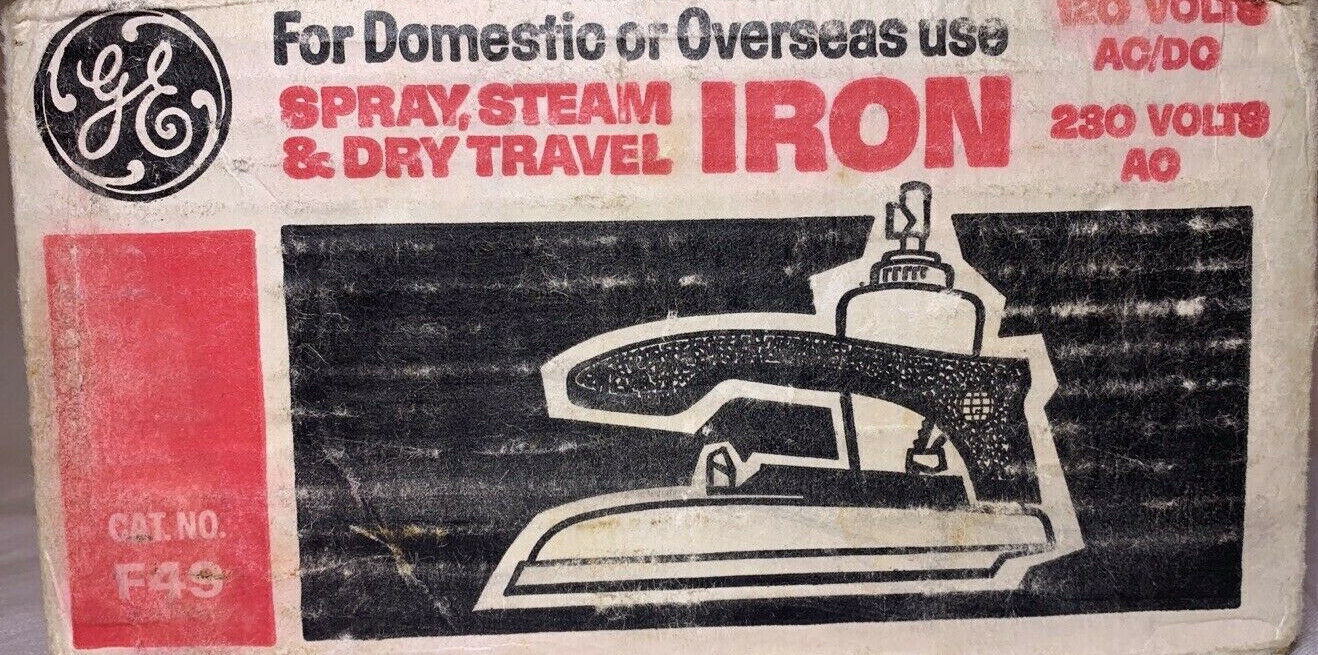 GE
For Domestic or Overseas use
SPRAY, STEAM
& DRY TRAVEL
IRON
120 VOLTS
AC/DC
230 VOLTS
AC
CAT. NO.
F49